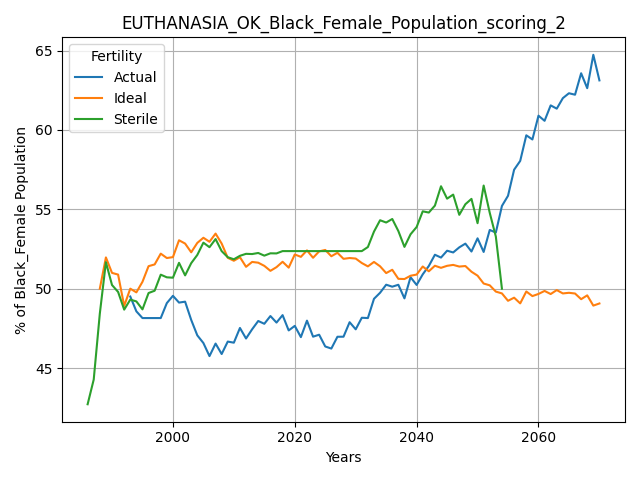 EUTHANASIA_OK_Black_Female_Population_scoring_2
Fertility
Actual
Ideal
Sterile
% of Black_Female Population
65
60
55
50
45
2000
2020
2040
2060
Years